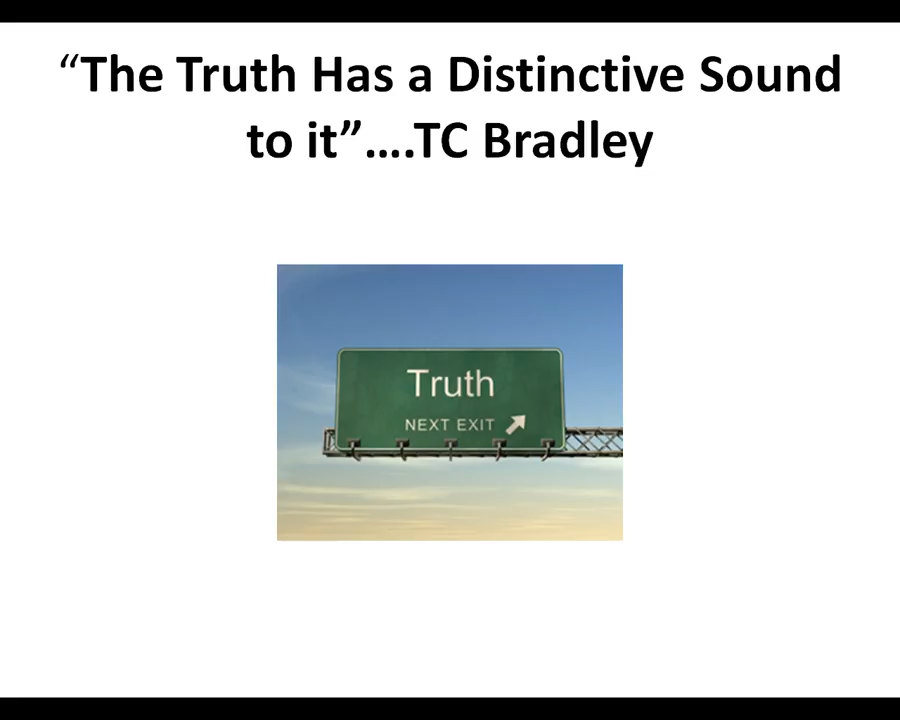 “The Truth Has a Distinctive Sound
to it”….TC Bradley
Truth
NEXT EXIT